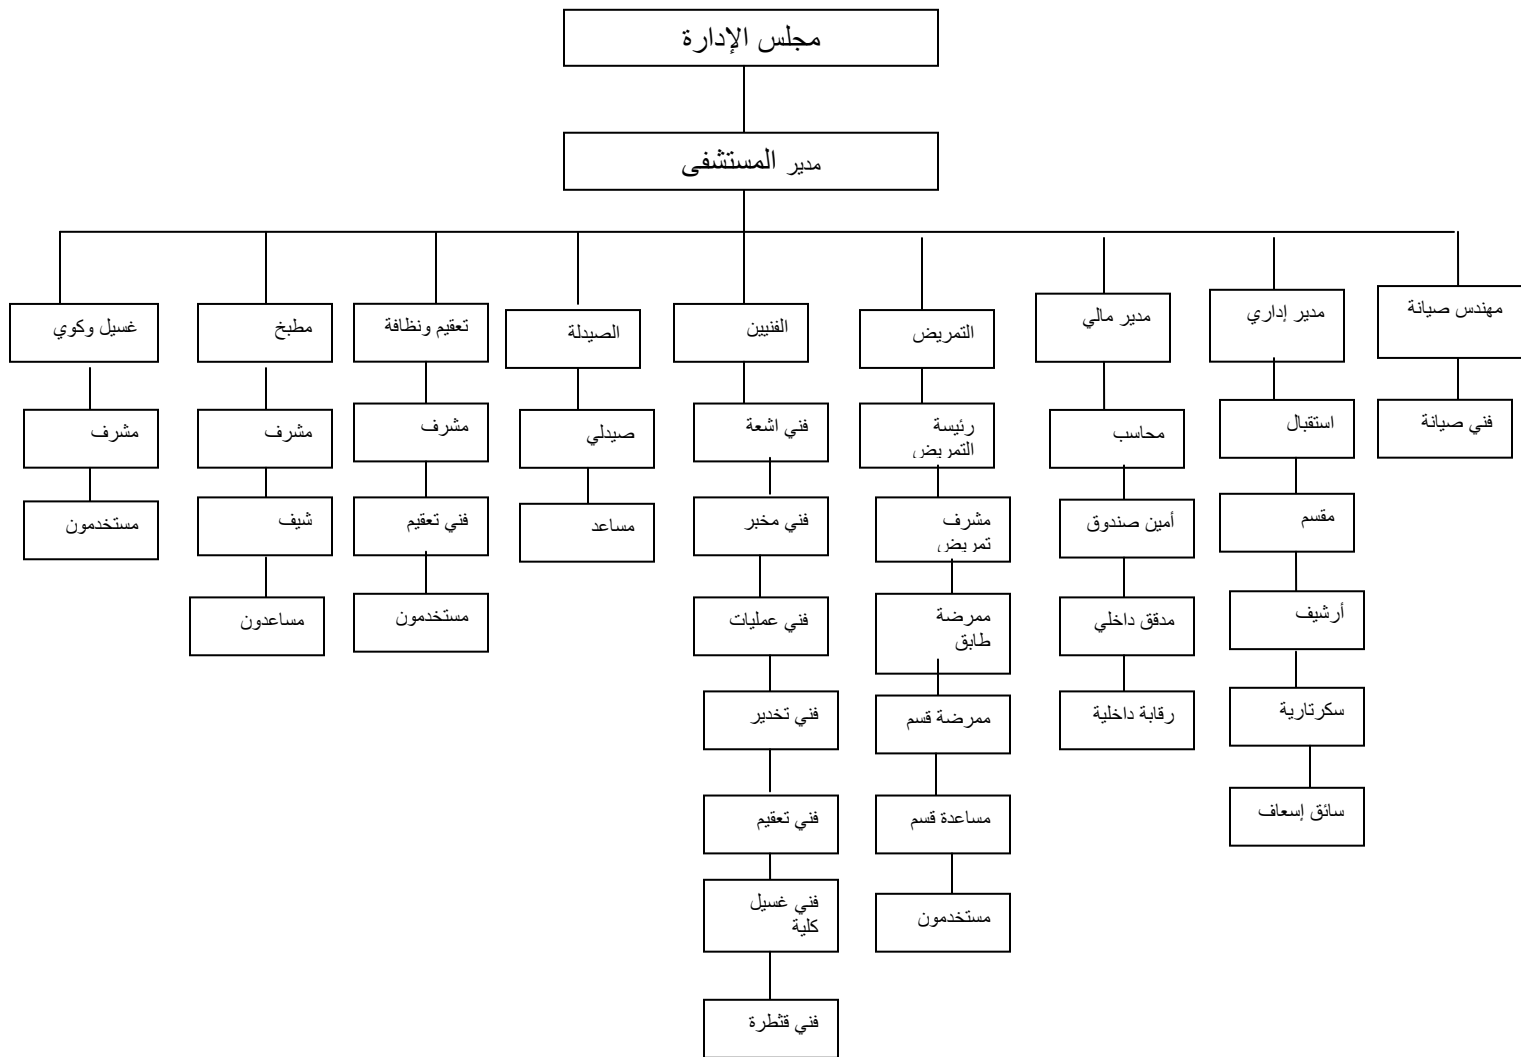 مجلس الإدارة
مدير المستشفى
مهندس صيانة
مدير إداري
مدير مالي
التمريض
الفنيين
الصيدلة
تعقيم ونظافة
مطبخ
غسيل وكوي
فني صيانة
استقبال
محاسب
رئيسة
التمريض
فني اشعة
صيدلي
مشرف
مشرف
مشرف
مقسم
أمين صندوق
مشرف
تمريض
فني مخبر
مساعد
فني تعقيم
شيف
مستخدمون
أرشيف
مدقق داخلي
ممرضة
طابق
فني عمليات
مستخدمون
مساعدون
سكرتارية
رقابة داخلية
ممرضة قسم
فني تخدير
سائق إسعاف
مساعدة قسم
فني تعقيم
مستخدمون
فني غسيل
كلية
فني قثطرة